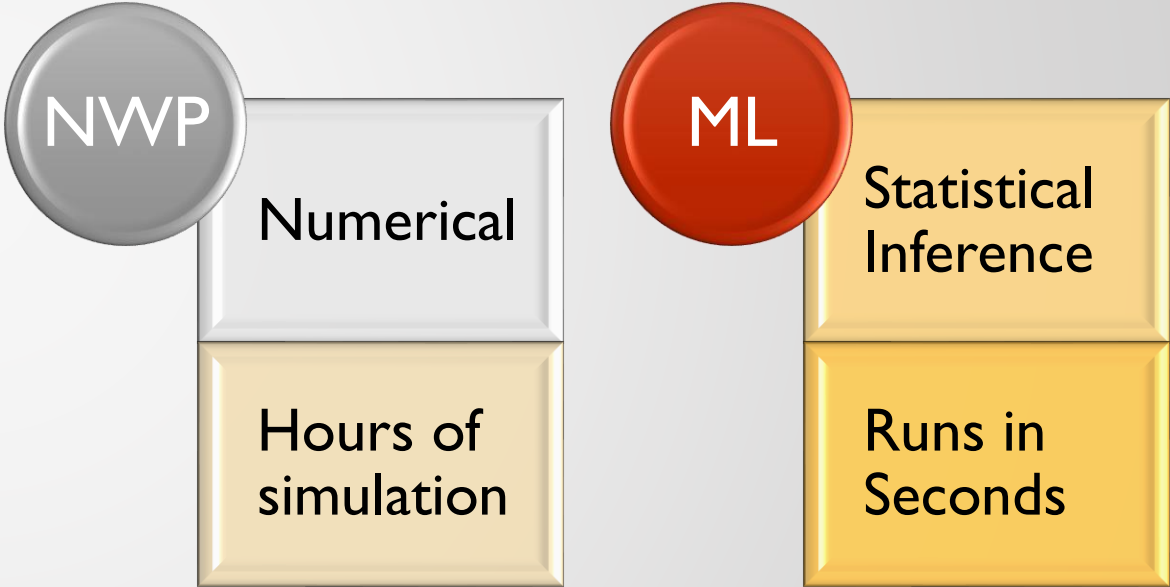 NWP
Numerical
Hours of
simulation
ML
Statistical
Inference
Runs in
Seconds